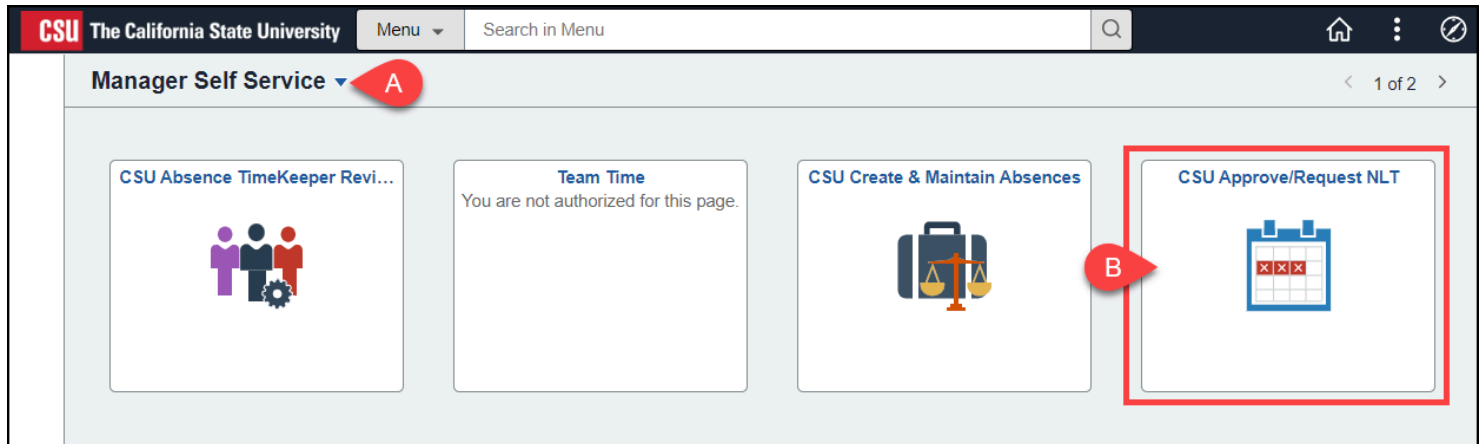 CSU The California State University Menu Search in Menu
Manager Self Service A 1 of 2
CSU Absence TimeKeeper Revi...
Team Time
You are not authorized for this page.
CSU Create & Maintain Absences
CSU Approve/Request NLT
B
X X X